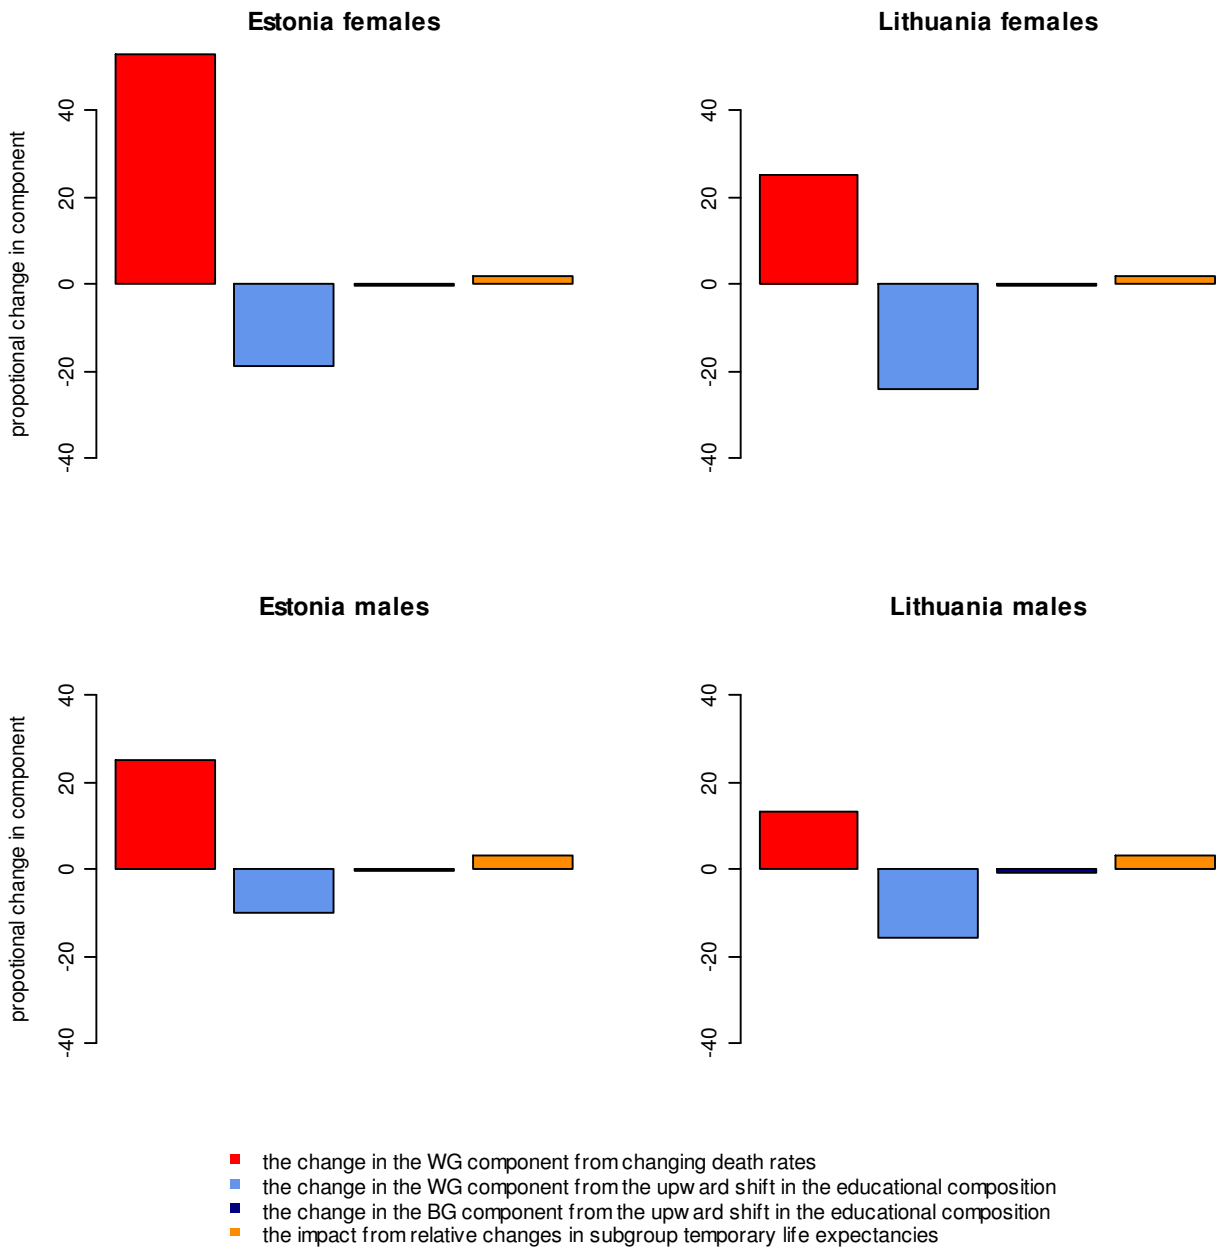 Estonia females
Lithuania females
propotional change in component
40
20
0
-20
-40
40
20
0
-20
-40
Estonia males
Lithuania males
propotional change in component
40
20
0
-20
-40
40
20
0
-20
-40
the change in the WG component from changing death rates
the change in the WG component from the upward shift in the educational composition
the change in the BG component from the upward shift in the educational composition
the impact from relative changes in subgroup temporary life expectancies